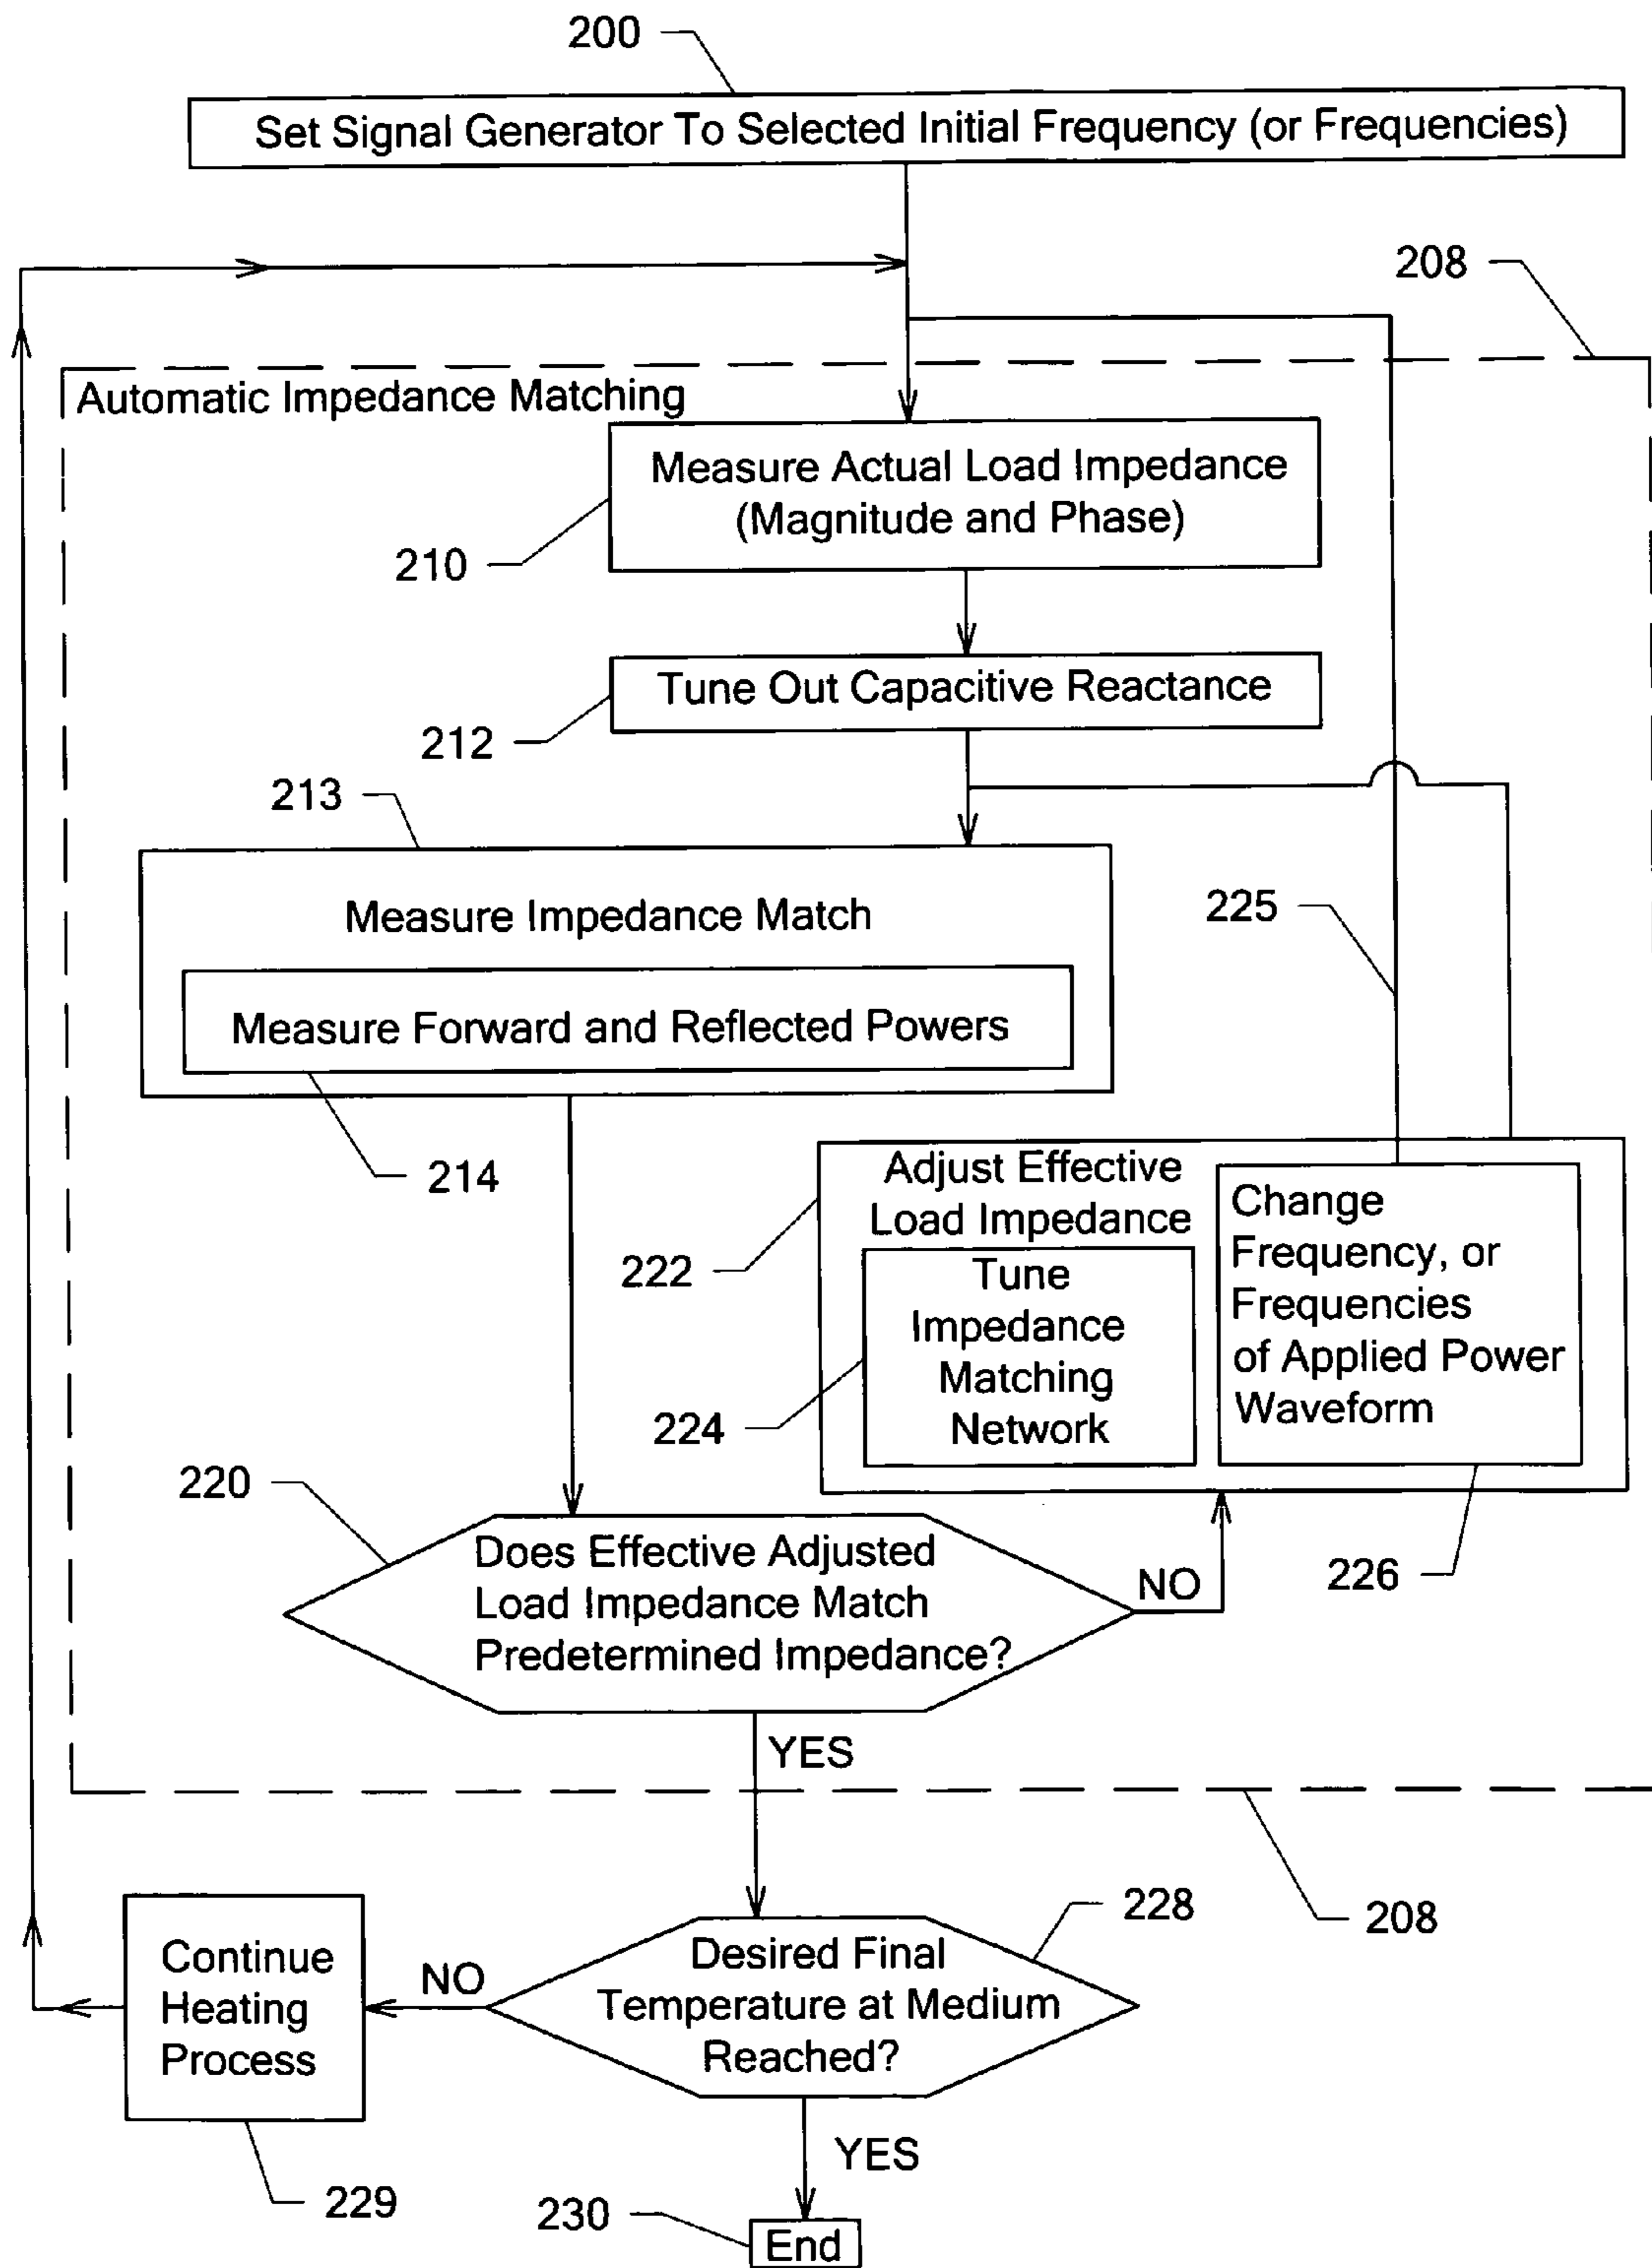 200
Set Signal Generator To Selected Initial Frequency (or Frequencies)
208
Automatic Impedance Matching
Measure Actual Load Impedance
(Magnitude and Phase)
210
Tune Out Capacitive Reactance
212
213
Measure Impedance Match
225
Measure Forward and Reflected Powers
214
Adjust Effective
Load Impedance
222
Tune
Impedance
Matching
Network
224
Change
Frequency, or
Frequencies
of Applied Power
Waveform
226
220
Does Effective Adjusted
Load Impedance Match
Predetermined Impedance?
NO
YES
208
228
Desired Final
Temperature at Medium
Reached?
NO
Continue
Heating
Process
229
YES
230
End